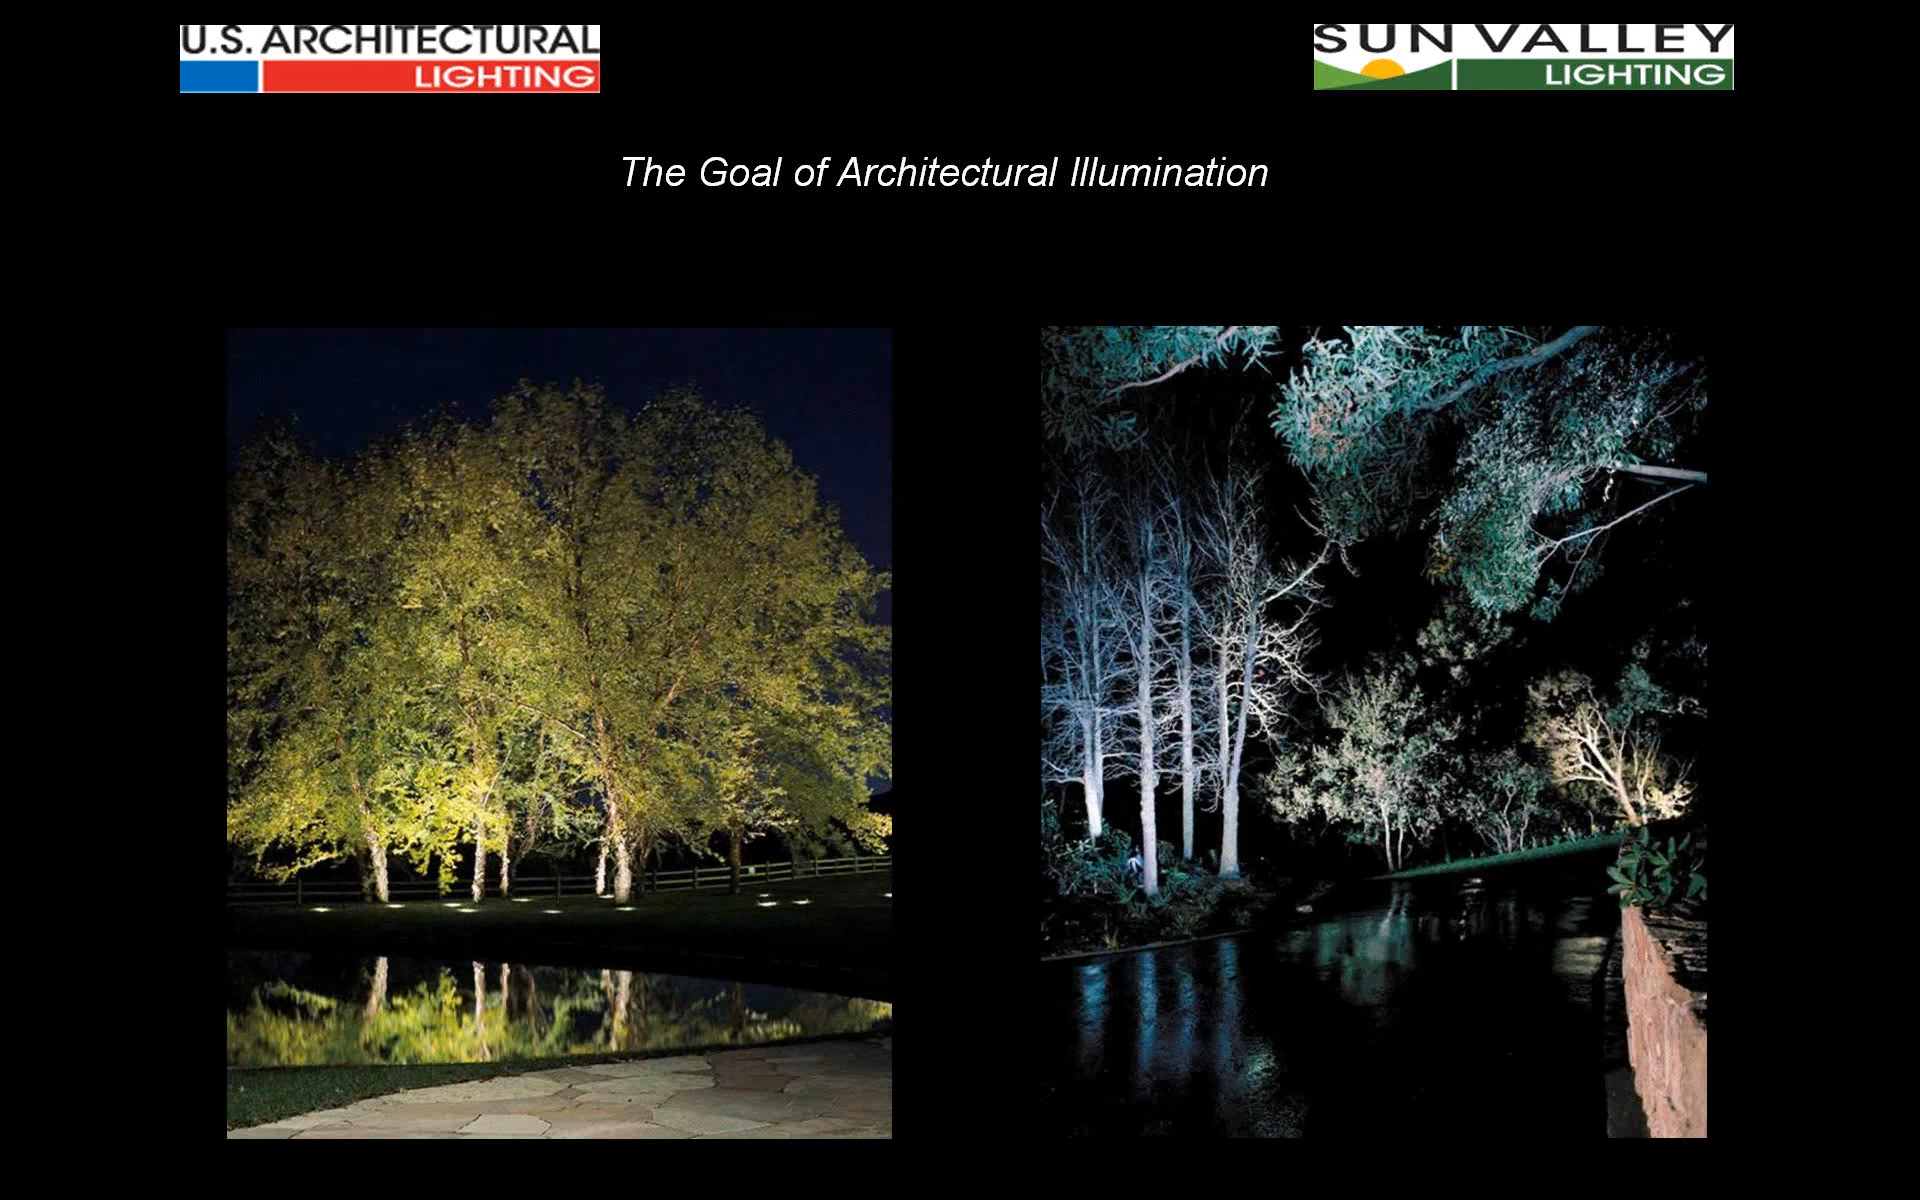 U.S. ARCHITECTURAL
LIGHTING
SUN VALLEY
LIGHTING
The Goal of Architectural Illumination